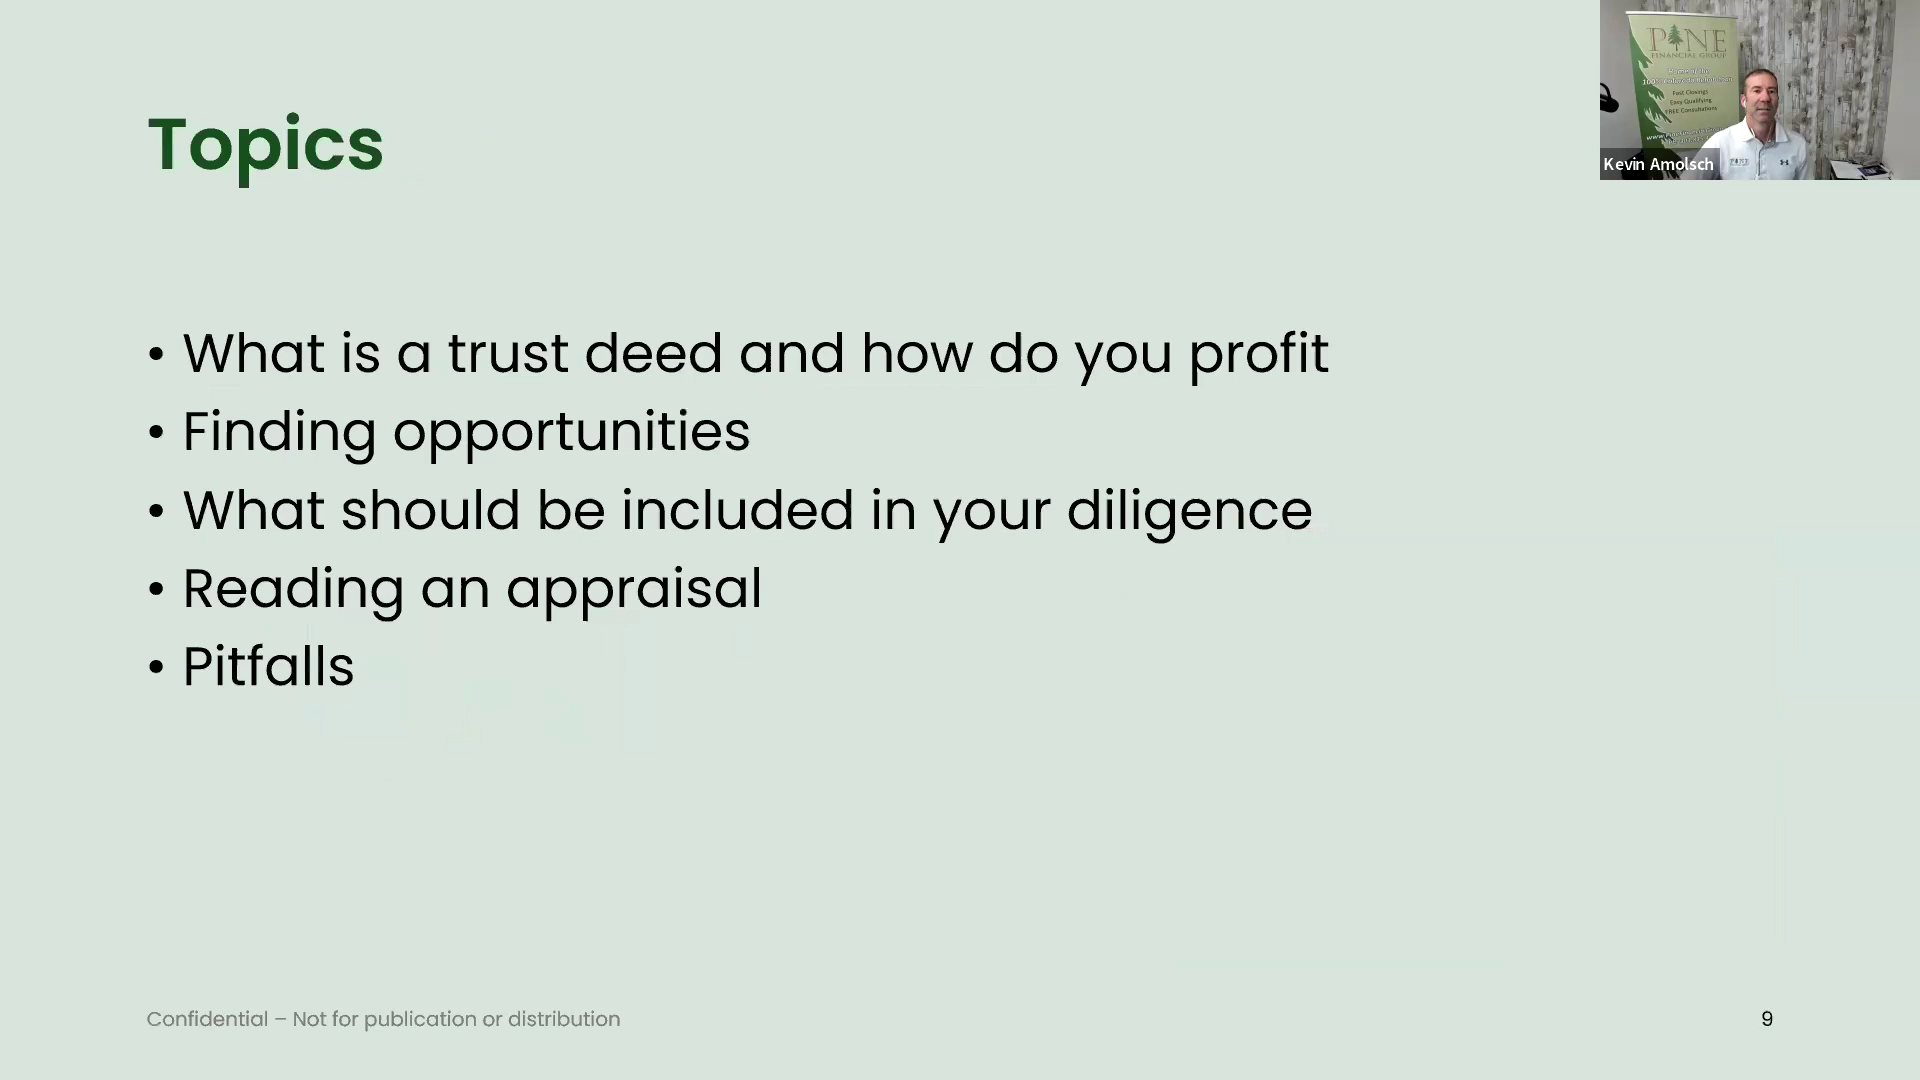 Topics
• What is a trust deed and how do you profit
• Finding opportunities
• What should be included in your diligence
• Reading an appraisal
• Pitfalls
Confidential – Not for publication or distribution
9
PINE
FINANCIAL GROUP
Fast Closings
Easy Qualifying
FREE Consultations
Kevin Amolsch
PINE